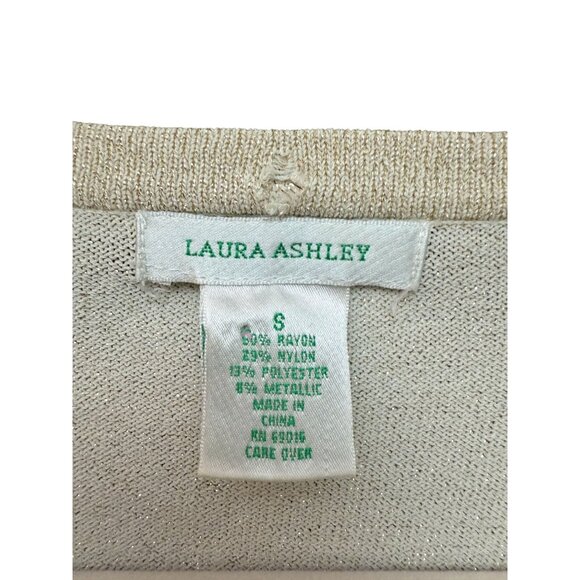 LAURA ASHLEY
S
50% RAYON
29% NYLON
13% POLYESTER
8% METALLIC
MADE IN
CHINA
RN 69016
CARE OVER